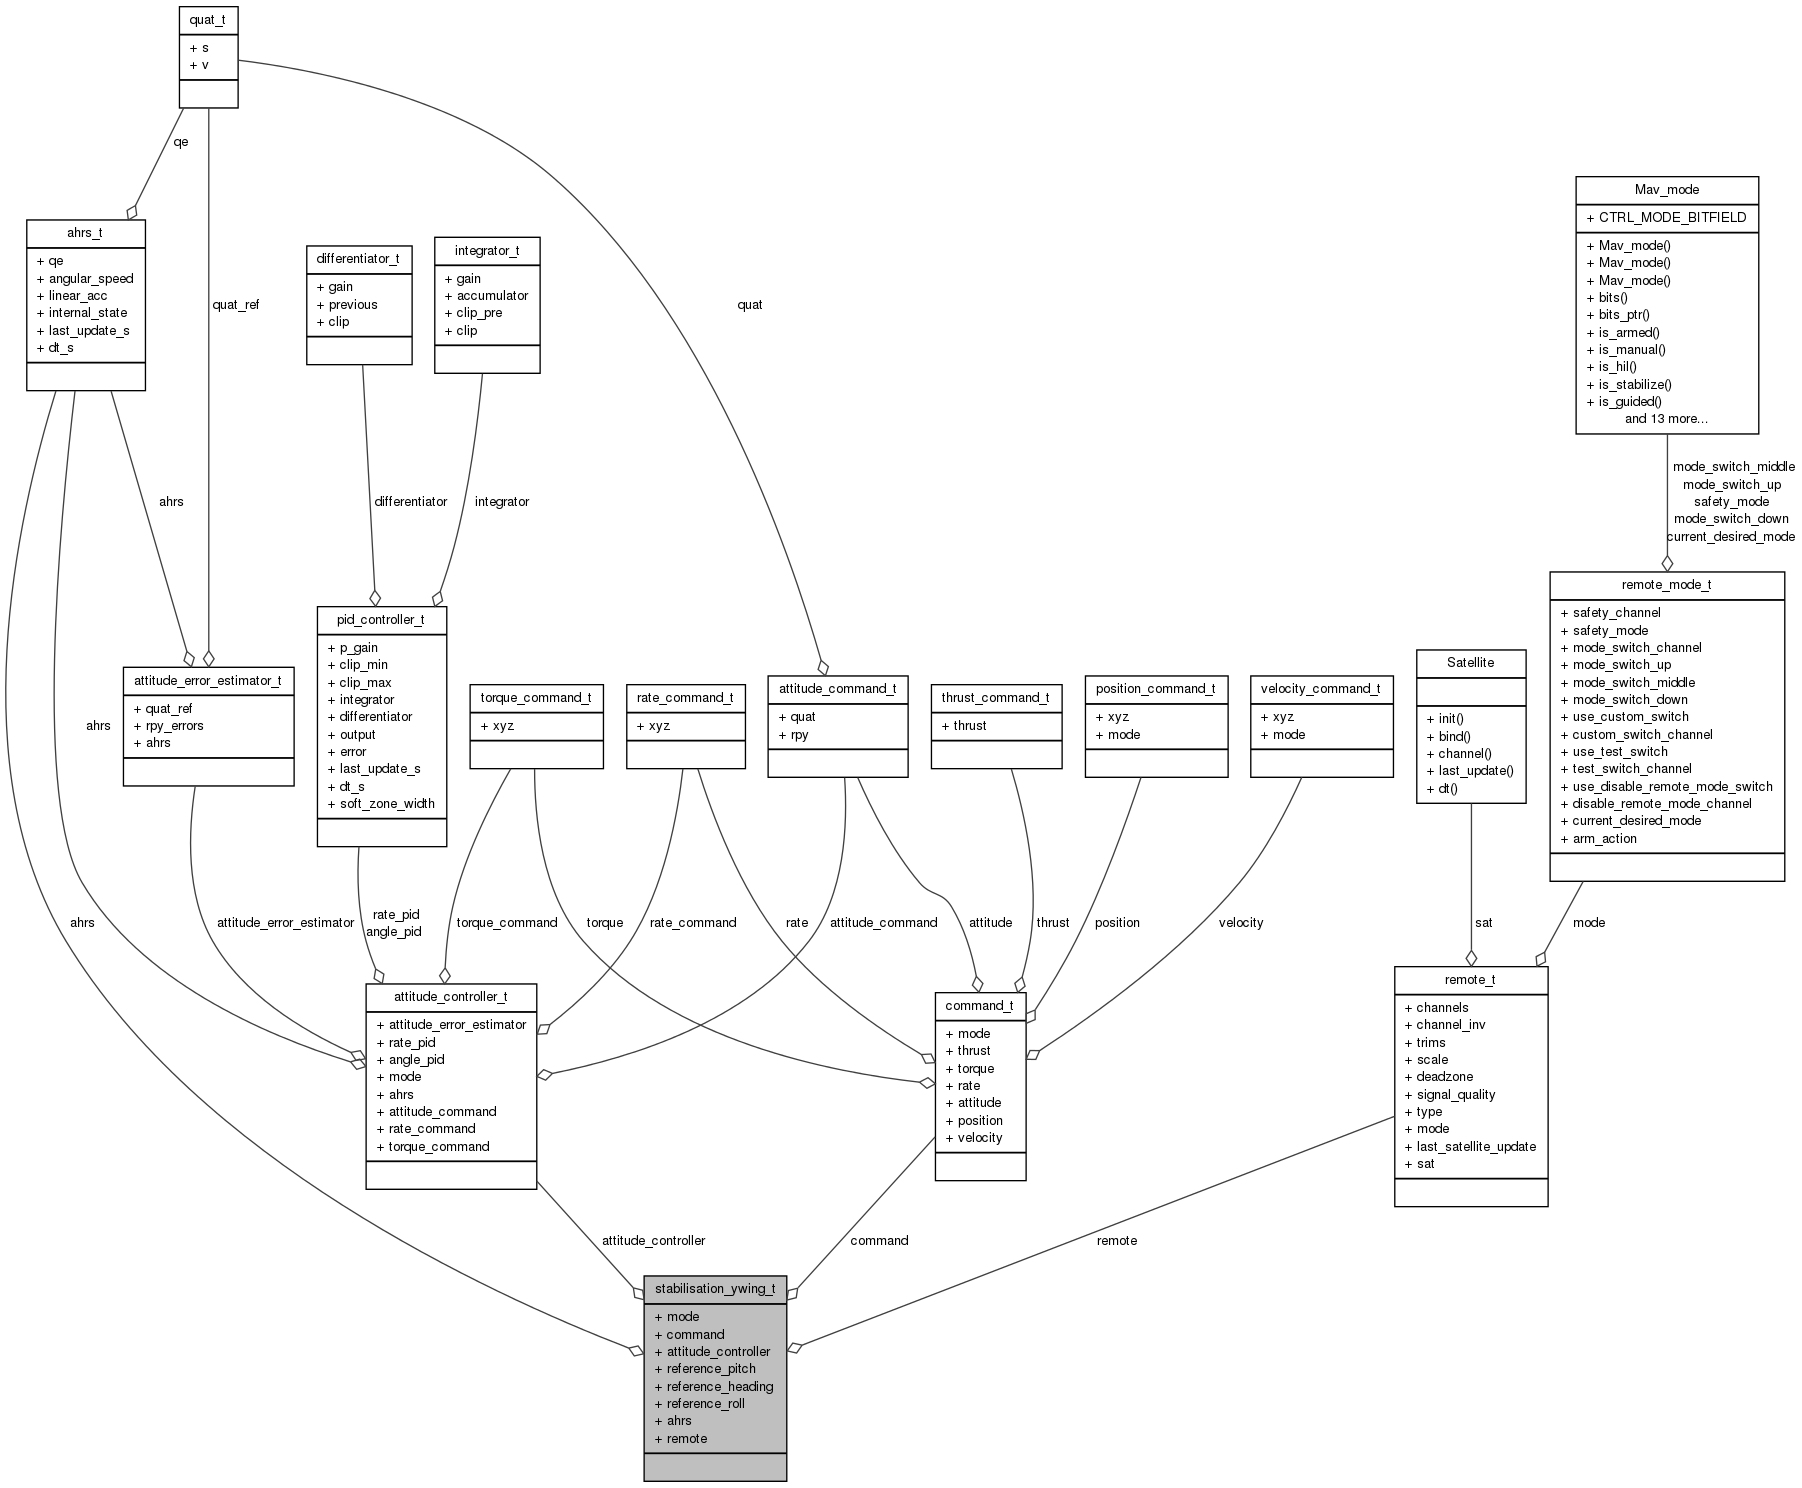 quat_t
+ s
+ v
qe
quat_ref
quat
ahrs_t
+ qe
+ angular_speed
+ linear_acc
+ internal_state
+ last_update_s
+ dt_s
differentiator_t
+ gain
+ previous
+ clip
integrator_t
+ gain
+ accumulator
+ clip_pre
+ clip
Mav_mode
+ CTRL_MODE_BITFIELD
+ Mav_mode()
+ Mav_mode()
+ Mav_mode()
+ bits()
+ bits_ptr()
+ is_armed()
+ is_manual()
+ is_hil()
+ is_stabilize()
+ is_guided()
and 13 more...
ahrs
differentiator
integrator
mode_switch_middle
mode_switch_up
safety_mode
mode_switch_down
current_desired_mode
ahrs
attitude_error_estimator_t
+ quat_ref
+ rpy_errors
+ ahrs
pid_controller_t
+ p_gain
+ clip_min
+ clip_max
+ integrator
+ differentiator
+ output
+ error
+ last_update_s
+ dt_s
+ soft_zone_width
torque_command_t
+ xyz
rate_command_t
+ xyz
attitude_command_t
+ quat
+ rpy
thrust_command_t
+ thrust
position_command_t
+ xyz
+ mode
velocity_command_t
+ xyz
+ mode
Satellite
+ init()
+ bind()
+ channel()
+ last_update()
+ dt()
remote_mode_t
+ safety_channel
+ safety_mode
+ mode_switch_channel
+ mode_switch_up
+ mode_switch_middle
+ mode_switch_down
+ use_custom_switch
+ custom_switch_channel
+ use_test_switch
+ test_switch_channel
+ use_disable_remote_mode_switch
+ disable_remote_mode_channel
+ current_desired_mode
+ arm_action
ahrs
attitude_error_estimator
rate_pid
angle_pid
torque_command
torque
rate_command
rate
attitude_command
attitude
thrust
position
velocity
sat
mode
attitude_controller_t
+ attitude_error_estimator
+ rate_pid
+ angle_pid
+ mode
+ ahrs
+ attitude_command
+ rate_command
+ torque_command
command_t
+ mode
+ thrust
+ torque
+ rate
+ attitude
+ position
+ velocity
remote_t
+ channels
+ channel_inv
+ trims
+ scale
+ deadzone
+ signal_quality
+ type
+ mode
+ last_satellite_update
+ sat
attitude_controller
command
remote
stabilisation_ywing_t
+ mode
+ command
+ attitude_controller
+ reference_pitch
+ reference_heading
+ reference_roll
+ ahrs
+ remote